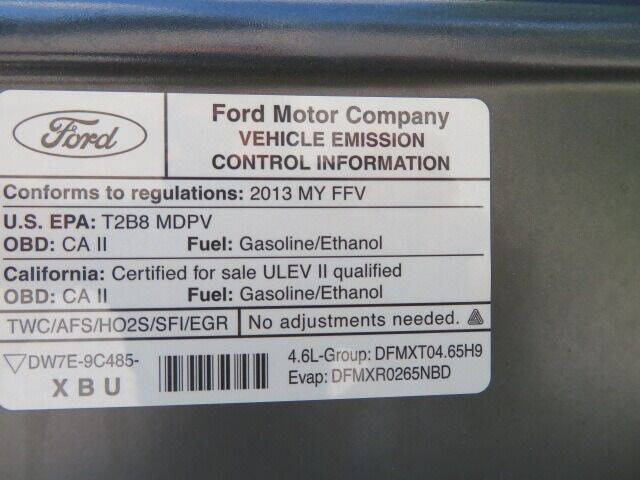 Ford
Ford Motor Company
VEHICLE EMISSION
CONTROL INFORMATION
Conforms to regulations: 2013 MY FFV
U.S. EPA: T2B8 MDPV
OBD: CA II Fuel: Gasoline/Ethanol
California: Certified for sale ULEV II qualified
OBD: CA II Fuel: Gasoline/Ethanol
TWC/AFS/HO2S/SFI/EGR No adjustments needed.
DW7E-9C485-
XBU
4.6L-Group: DFMXT04.65H9
Evap: DFMXR0265NBD